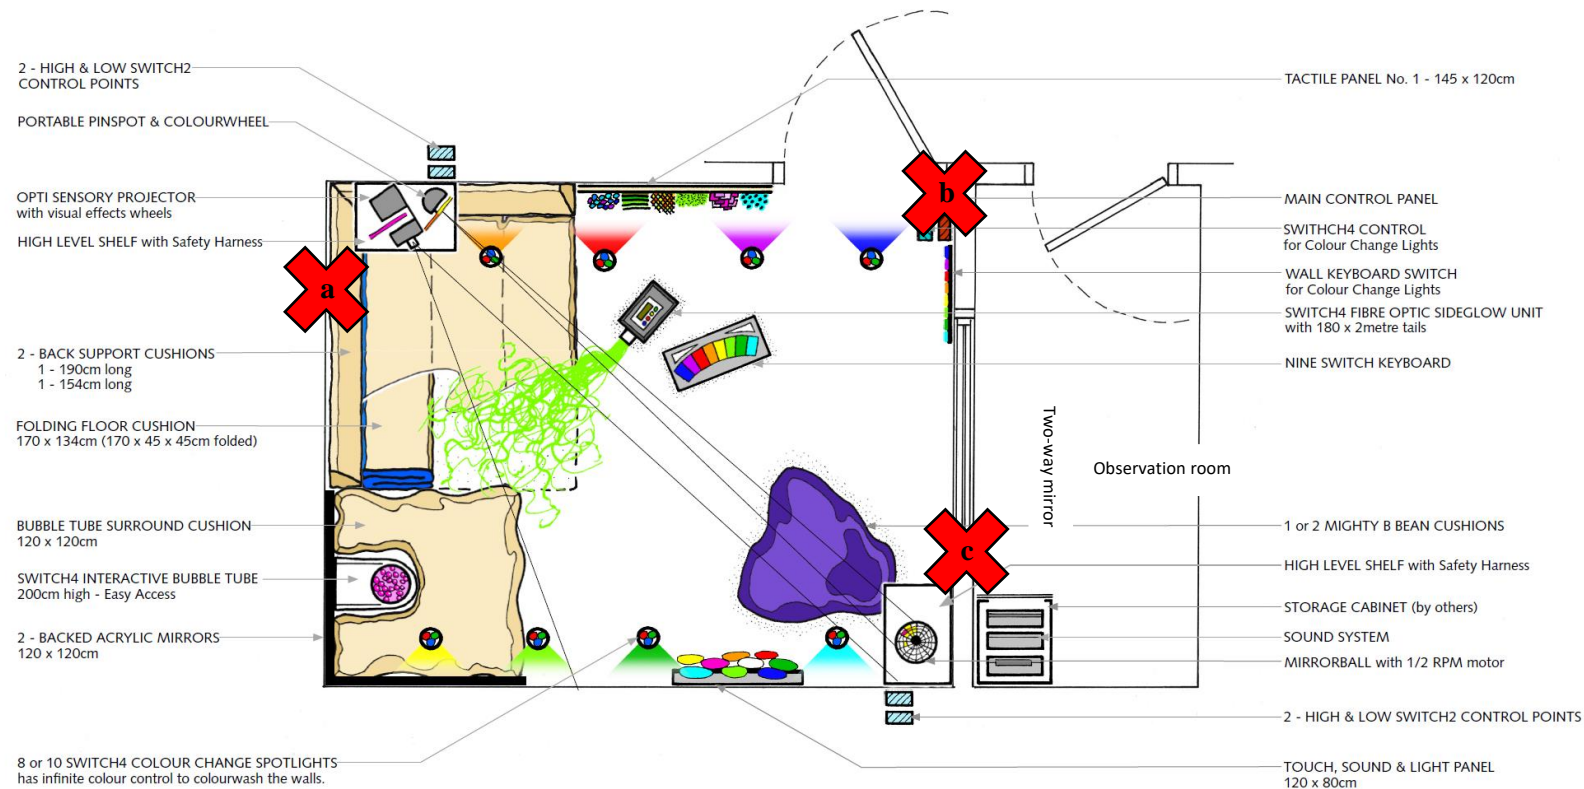 2 - HIGH & LOW SWITCH2
CONTROL POINTS
PORTABLE PINSPOT & COLOURWHEEL
OPTI SENSORY PROJECTOR
with visual effects wheels
HIGH LEVEL SHELF with Safety Harness
a
2 - BACK SUPPORT CUSHIONS
1 - 190cm long
1 - 154cm long
FOLDING FLOOR CUSHION
170 x 134cm (170 x 45 x 45cm folded)
BUBBLE TUBE SURROUND CUSHION
120 x 120cm
SWITCH4 INTERACTIVE BUBBLE TUBE
200cm high - Easy Access
2 - BACKED ACRYLIC MIRRORS
120 x 120cm
8 or 10 SWITCH4 COLOUR CHANGE SPOTLIGHTS
has infinite colour control to colourwash the walls.
b
c
Two-way mirror
Observation room
TACTILE PANEL No. 1 - 145 x 120cm
MAIN CONTROL PANEL
SWITHCH4 CONTROL
for Colour Change Lights
WALL KEYBOARD SWITCH
for Colour Change Lights
SWITCH4 FIBRE OPTIC SIDEGLOW UNIT
with 180 x 2metre tails
NINE SWITCH KEYBOARD
1 or 2 MIGHTY B BEAN CUSHIONS
HIGH LEVEL SHELF with Safety Harness
STORAGE CABINET (by others)
SOUND SYSTEM
MIRRORBALL with 1/2 RPM motor
2 - HIGH & LOW SWITCH2 CONTROL POINTS
TOUCH, SOUND & LIGHT PANEL
120 x 80cm